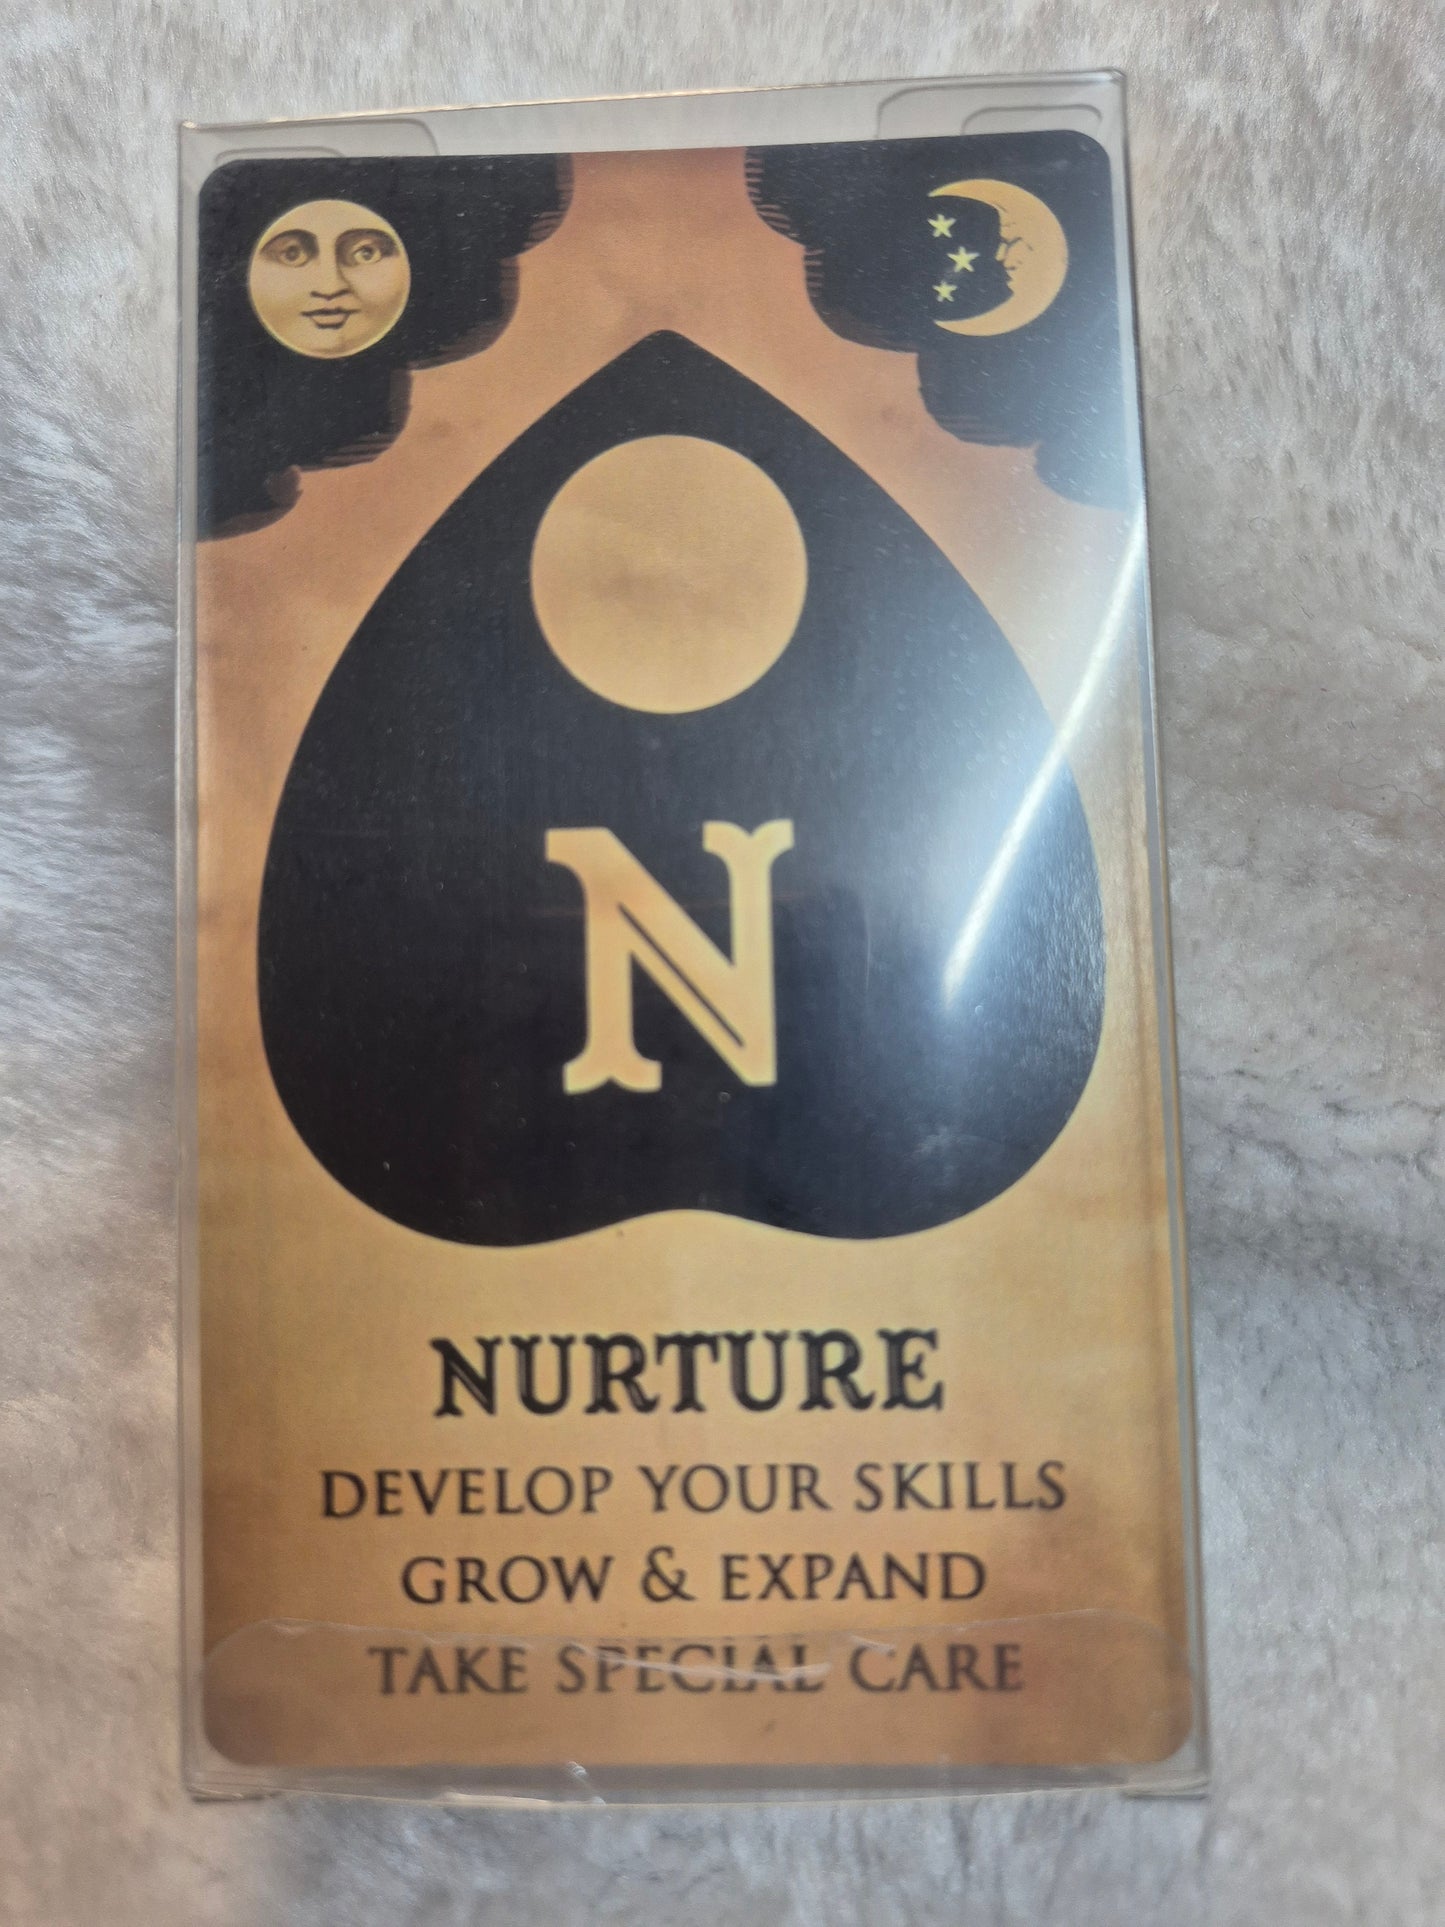 N
NURTURE
DEVELOP YOUR SKILLS
GROW & EXPAND
TAKE SPECIAL CARE